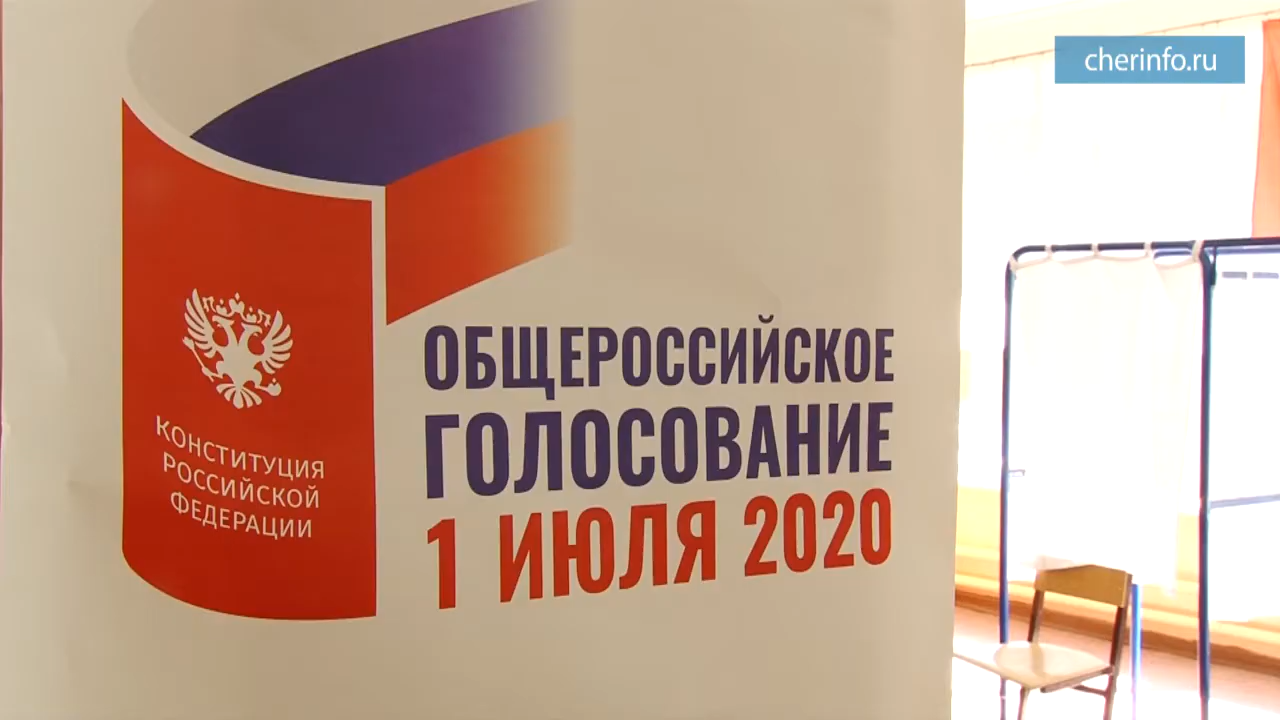 cherinfo.ru
КОНСТИТУЦИЯ
РОССИЙСКОЙ
ФЕДЕРАЦИИ
ОБЩЕРОССИЙСКОЕ
ГОЛОСОВАНИЕ
1 ИЮЛЯ 2020